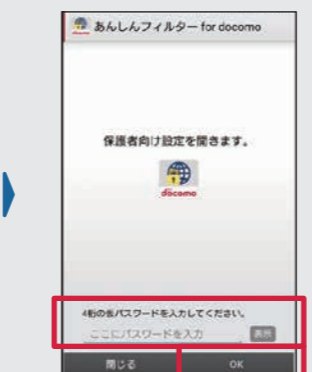 あんしんフィルター for docomo
保護者向け設定を開きます。
docomo
4桁の仮パスワードを入力してください。
ここにパスワードを入力 表示
閉じる OK